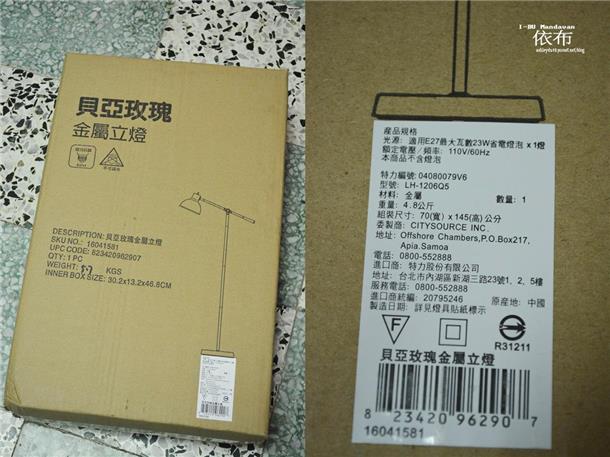 貝亞玫瑰
金屬立燈
DESCRIPTION: 貝亞玫瑰金屬立燈
SKU NO.: 16041581
UPC CODE: 823420962907
QTY: 1 PC
WEIGHT: KGS
INNER BOX SIZE: 30.2x13.2x46.8CM
I-BU Mandavan
依布
產品規格
光源: 適用E27最大瓦數23W省電燈泡 x 1燈
額定電壓/頻率: 110V/60Hz
本商品不含燈泡
特力編號: 04080079V6
型號: LH-1206Q5 數量: 1
材料: 金屬
重量: 4.8公斤
組裝尺寸: 70(寬) x 145(高)公分
委製商: CITYSOURCE INC.
地址: Offshore Chambers,P.O.Box217,
Apia.Samoa
電話: 0800-552888
進口商: 特力股份有限公司
地址: 台北市內湖區新湖三路23號1、2、5樓
電話: 0800-552888
進口商統編: 20795246 原產地: 中國
製造日期: 詳見燈具貼紙標示
F
R31211
貝亞玫瑰金屬立燈
8 23420 96290 7
16041581